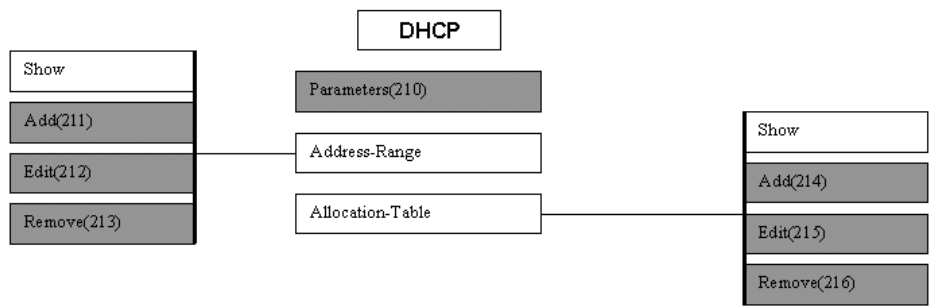 DHCP
Show
Add(211)
Edit(212)
Remove(213)
Parameters(210)
Address-Range
Allocation-Table
Show
Add(214)
Edit(215)
Remove(216)